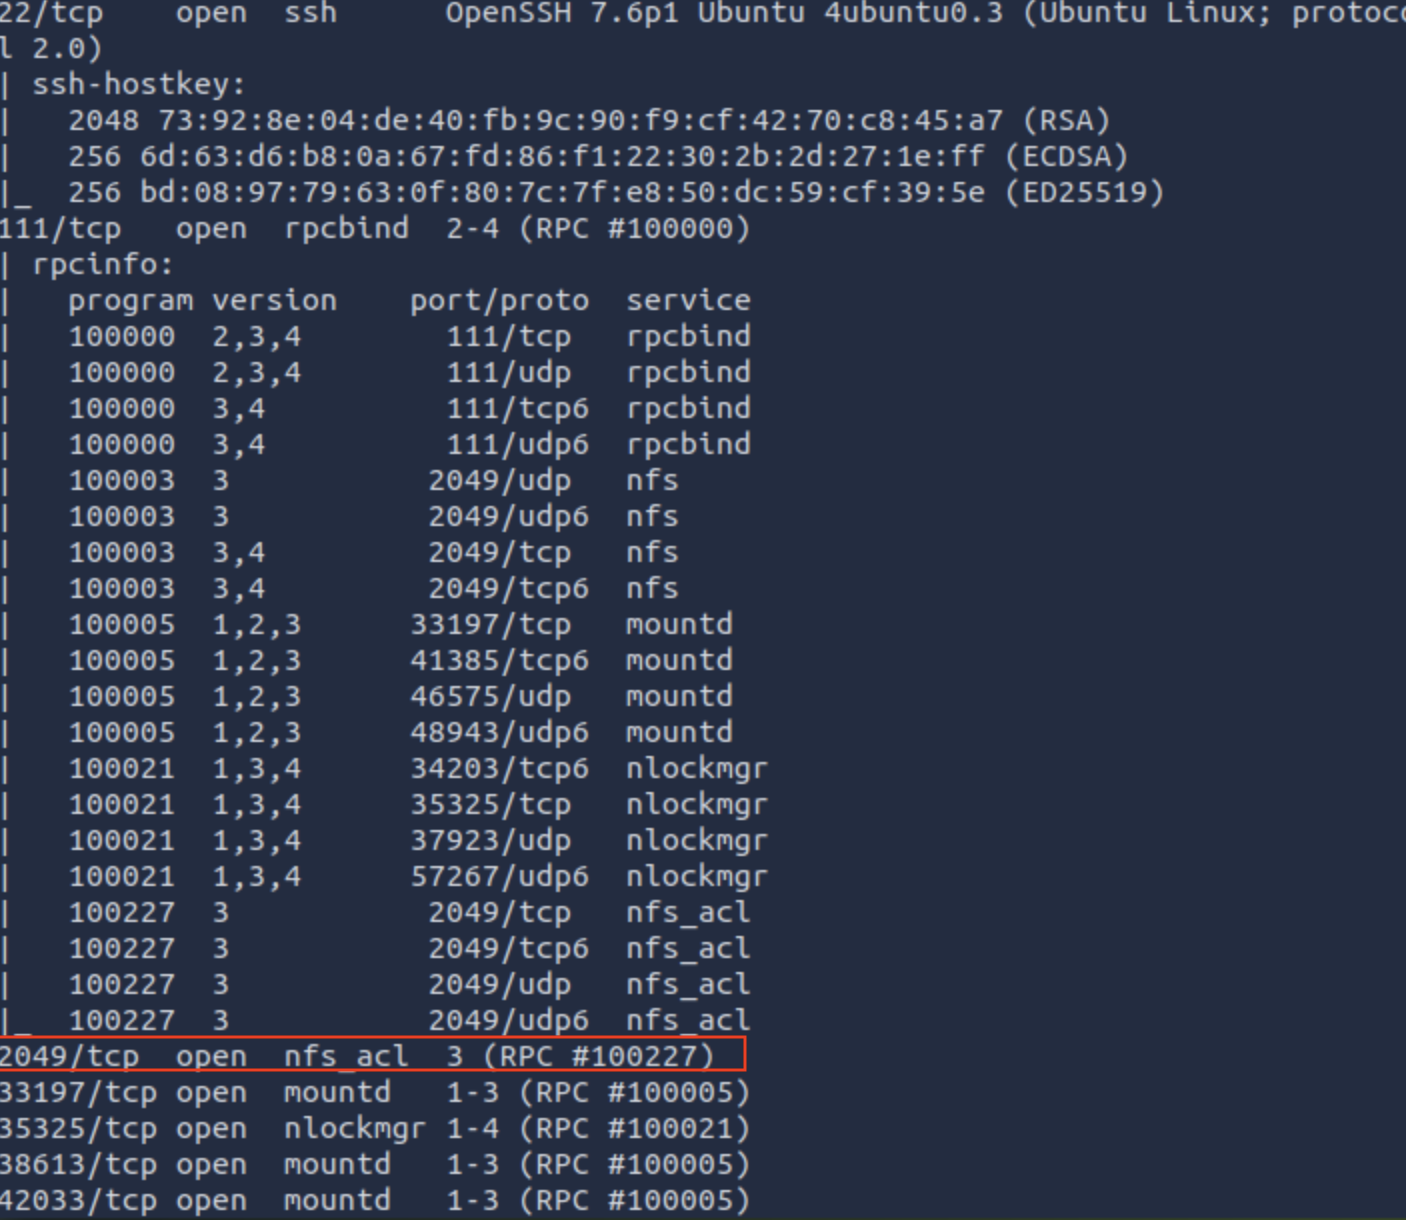 22/tcp    open  ssh      OpenSSH 7.6p1 Ubuntu 4ubuntu0.3 (Ubuntu Linux; protoco
l 2.0)
| ssh-hostkey:
|   2048 73:92:8e:04:de:40:fb:9c:90:f9:cf:42:70:c8:45:a7 (RSA)
|   256 6d:63:d6:b8:0a:67:fd:86:f1:22:30:2b:2d:27:1e:ff (ECDSA)
|_  256 bd:08:97:79:63:0f:80:7c:7f:e8:50:dc:59:cf:39:5e (ED25519)
111/tcp   open  rpcbind  2-4 (RPC #100000)
| rpcinfo:
|   program version    port/proto  service
|   100000  2,3,4        111/tcp   rpcbind
|   100000  2,3,4        111/udp   rpcbind
|   100000  3,4          111/tcp6  rpcbind
|   100000  3,4          111/udp6  rpcbind
|   100003  3           2049/udp   nfs
|   100003  3           2049/udp6  nfs
|   100003  3,4         2049/tcp   nfs
|   100003  3,4         2049/tcp6  nfs
|   100005  1,2,3      33197/tcp   mountd
|   100005  1,2,3      41385/tcp6  mountd
|   100005  1,2,3      46575/udp   mountd
|   100005  1,2,3      48943/udp6  mountd
|   100021  1,3,4      34203/tcp6  nlockmgr
|   100021  1,3,4      35325/tcp   nlockmgr
|   100021  1,3,4      37923/udp   nlockmgr
|   100021  1,3,4      57267/udp6  nlockmgr
|   100227  3           2049/tcp   nfs_acl
|   100227  3           2049/tcp6  nfs_acl
|   100227  3           2049/udp   nfs_acl
|_  100227  3           2049/udp6  nfs_acl
2049/tcp  open  nfs_acl  3 (RPC #100227)
33197/tcp open  mountd   1-3 (RPC #100005)
35325/tcp open  nlockmgr 1-4 (RPC #100021)
38613/tcp open  mountd   1-3 (RPC #100005)
42033/tcp open  mountd   1-3 (RPC #100005)